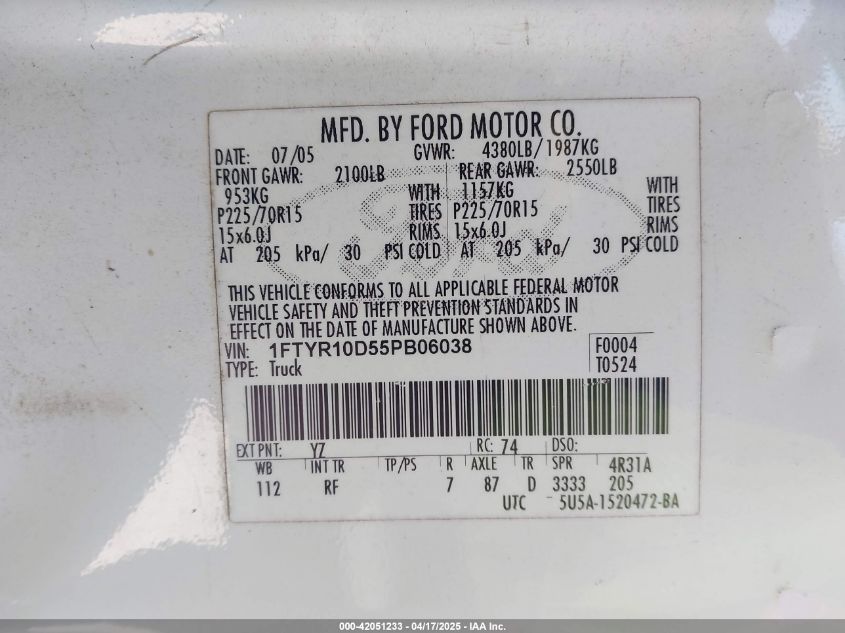 MFD. BY FORD MOTOR CO.
DATE: 07/05 GVWR: 4380LB/1987KG
FRONT GAWR: 2100LB REAR GAWR: 2550LB
953KG WITH 1157KG WITH
P225/70R15 TIRES P225/70R15 TIRES
15x6.0J RIMS 15x6.0J RIMS
AT 205 kPa/ 30 PSI COLD AT 205 kPa/ 30 PSI COLD
Ford
THIS VEHICLE CONFORMS TO ALL APPLICABLE FEDERAL MOTOR
VEHICLE SAFETY AND THEFT PREVENTION STANDARDS IN
EFFECT ON THE DATE OF MANUFACTURE SHOWN ABOVE.
VIN: 1FTYR10D55PB06038 F0004
TYPE: Truck T0524
EXT PNT: YZ RC: 74 DSO:
WB INT TR TP/PS R AXLE TR SPR 4R31A
112 RF 7 87 D 3333 205
UTC 5U5A-1520472-BA
000-42051233 - 04/17/2025 - IAA Inc.